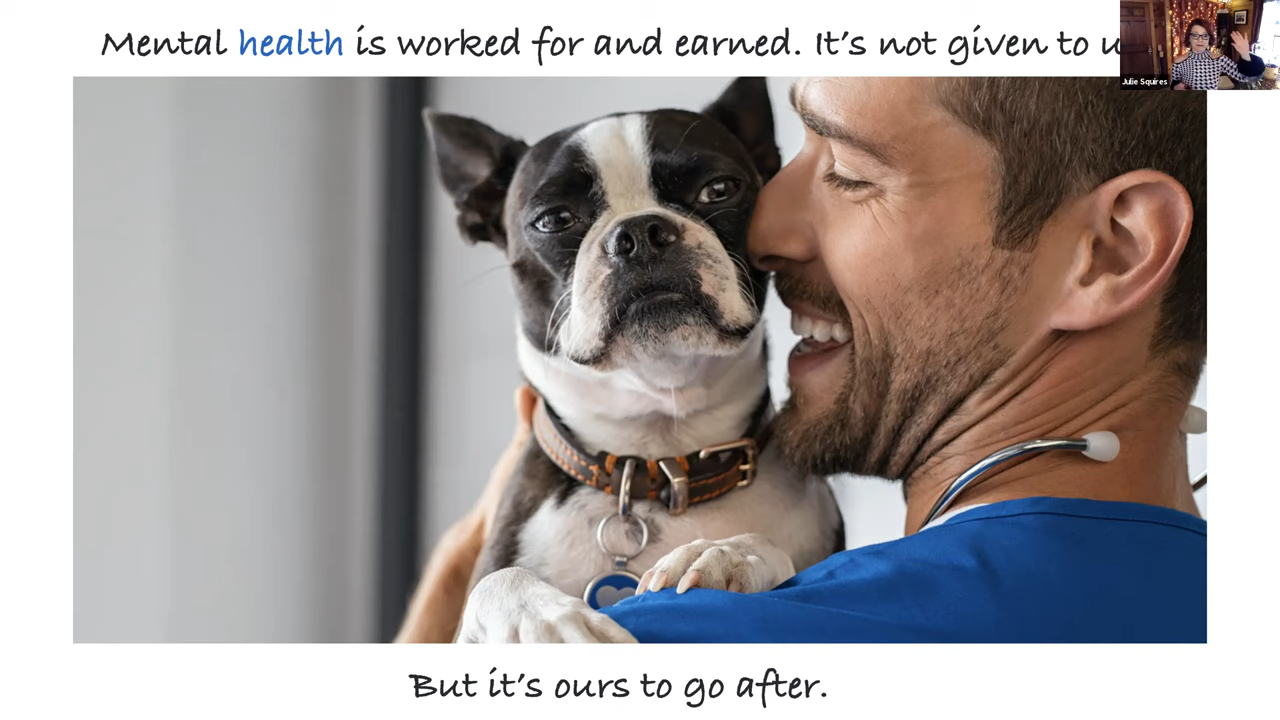 Mental health is worked for and earned. It's not given to
Julie Squires
But it's ours to go after.